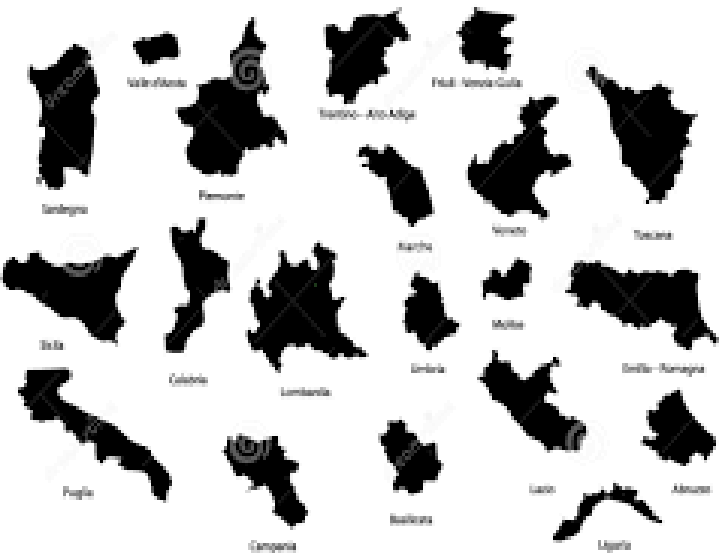 Valle d'Aosta
Friuli - Venezia Giulia
Trentino - Alto Adige
Piemonte
Sardegna
Veneto
Toscana
Marche
Molise
Sicilia
Umbria
Emilia - Romagna
Calabria
Lombardia
Puglia
Lazio
Abruzzo
Basilicata
Campania
Liguria